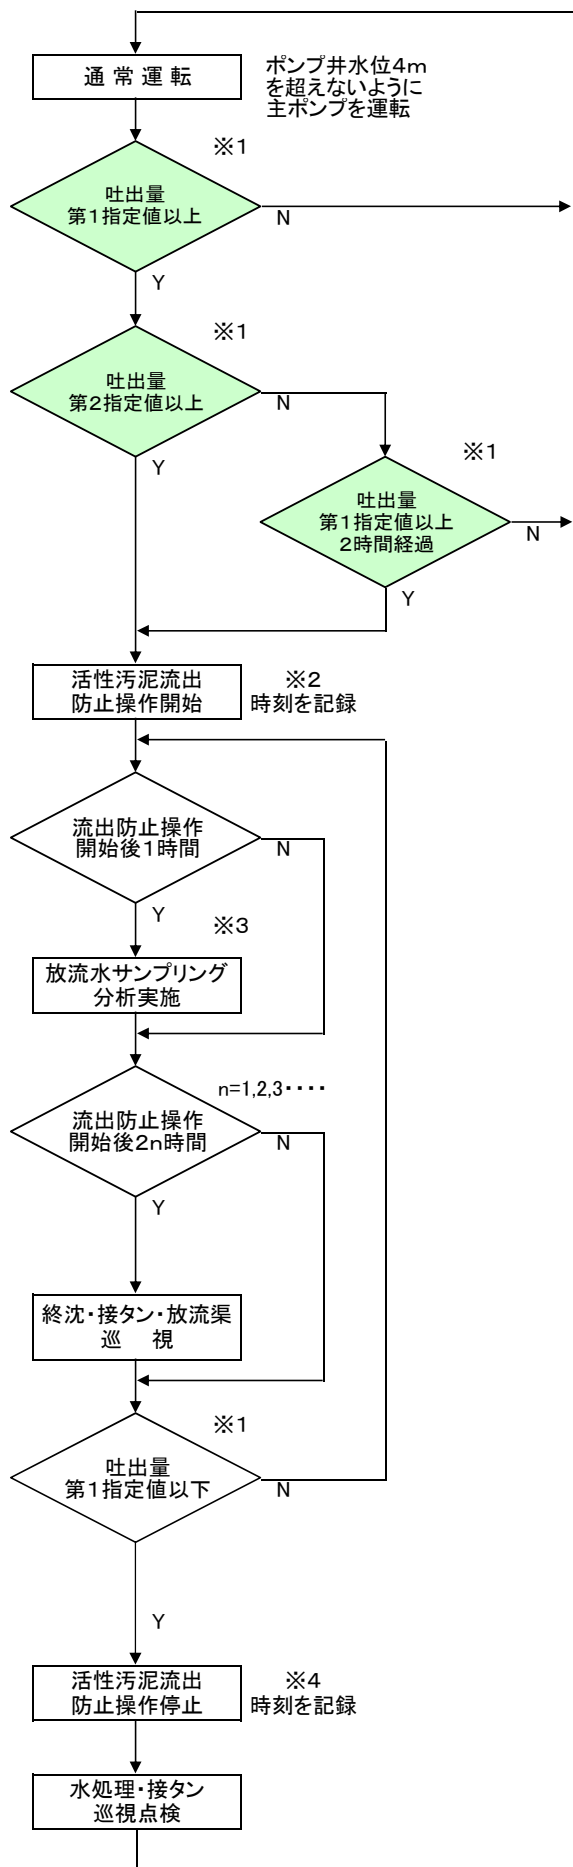 通常運転
ポンプ井水位4m
を超えないように
主ポンプを運転
※1
吐出量
第1指定値以上
N
Y
※1
吐出量
第2指定値以上
N
Y
※1
吐出量
第1指定値以上
2時間経過
N
Y
活性汚泥流出
防止操作開始
※2
時刻を記録
流出防止操作
開始後1時間
N
Y
※3
放流水サンプリング
分析実施
n=1,2,3・・・・
流出防止操作
開始後2n時間
N
Y
終沈・接タン・放流渠
巡 視
※1
吐出量
第1指定値以下
N
Y
活性汚泥流出
防止操作停止
※4
時刻を記録
水処理・接タン
巡視点検